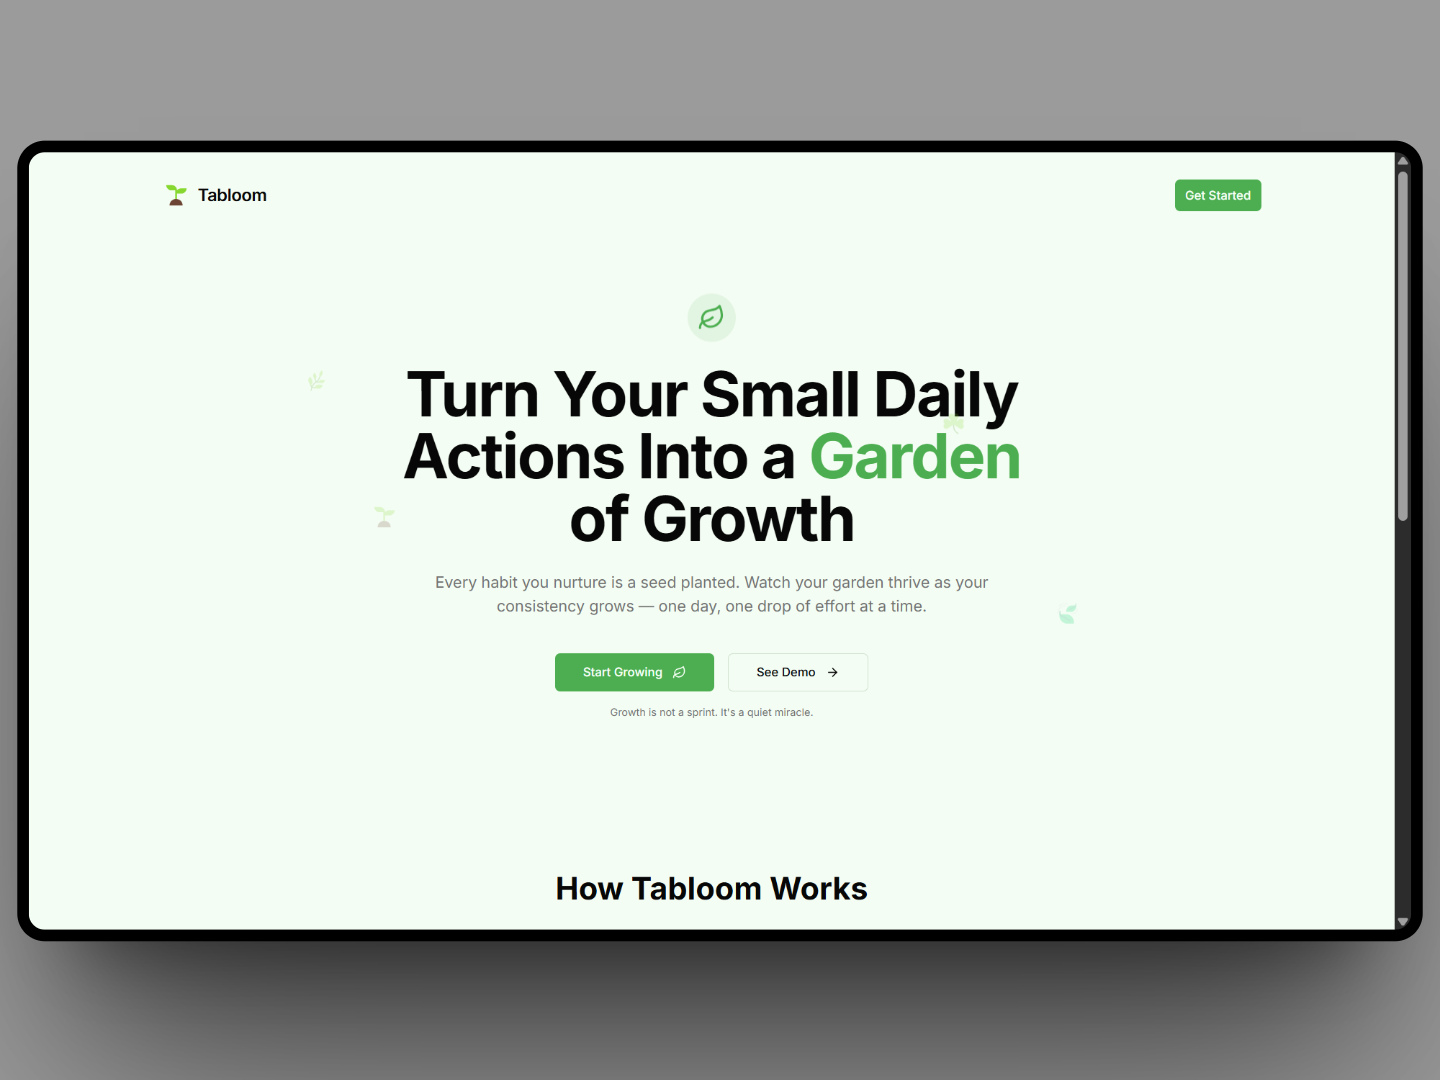 Tabloom
Get Started
Turn Your Small Daily
Actions Into a Garden
of Growth
Every habit you nurture is a seed planted. Watch your garden thrive as your
consistency grows — one day, one drop of effort at a time.
Start Growing
See Demo
Growth is not a sprint. It's a quiet miracle.
How Tabloom Works